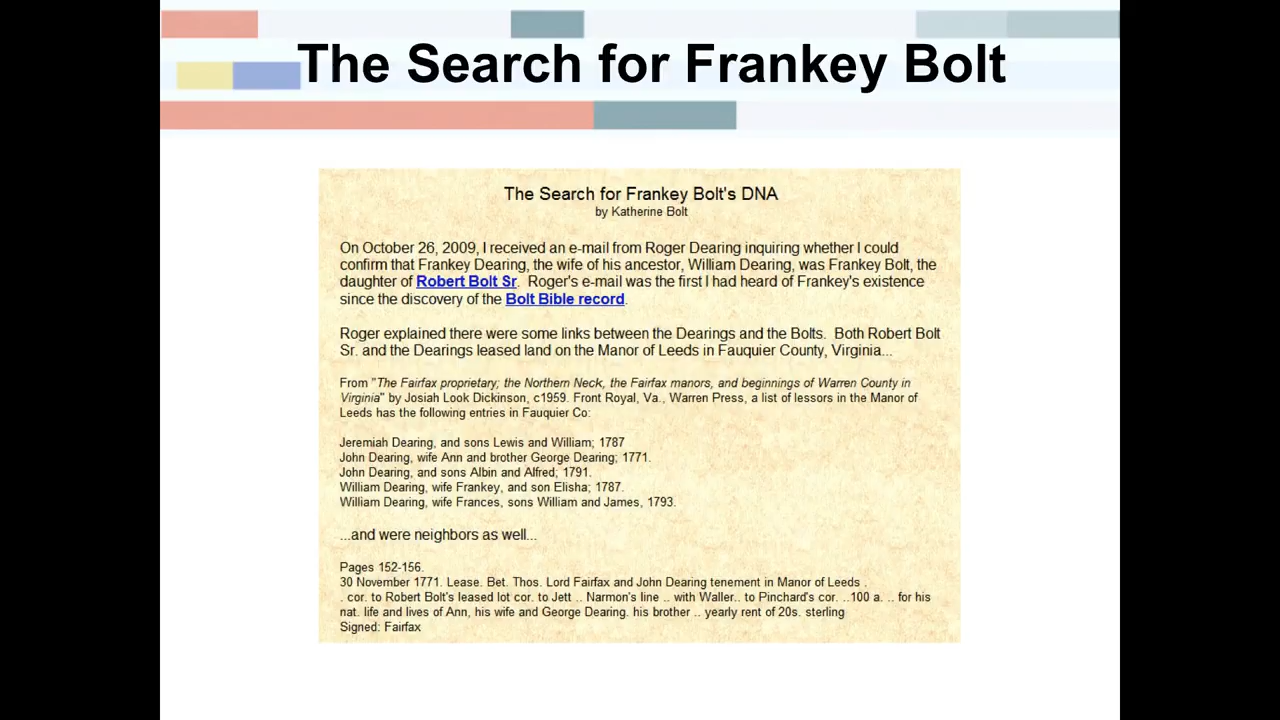 The Search for Frankey Bolt
The Search for Frankey Bolt's DNA
by Katherine Bolt
On October 26, 2009, I received an e-mail from Roger Dearing inquiring whether I could
confirm that Frankey Dearing, the wife of his ancestor, William Dearing, was Frankey Bolt, the
daughter of Robert Bolt Sr. Roger's e-mail was the first I had heard of Frankey's existence
since the discovery of the Bolt Bible record.
Roger explained there were some links between the Dearings and the Bolts. Both Robert Bolt
Sr. and the Dearings leased land on the Manor of Leeds in Fauquier County, Virginia...
From "The Fairfax proprietary; the Northern Neck, the Fairfax manors, and beginnings of Warren County in
Virginia" by Josiah Look Dickinson, c1959. Front Royal, Va., Warren Press, a list of lessors in the Manor of
Leeds has the following entries in Fauquier Co:
Jeremiah Dearing, and sons Lewis and William; 1787
John Dearing, wife Ann and brother George Dearing; 1771.
John Dearing, and sons Albin and Alfred; 1791.
William Dearing, wife Frankey, and son Elisha; 1787.
William Dearing, wife Frances, sons William and James, 1793.
...and were neighbors as well...
Pages 152-156.
30 November 1771. Lease. Bet. Thos. Lord Fairfax and John Dearing tenement in Manor of Leeds .
. cor. to Robert Bolt's leased lot cor. to Jett .. Narmon's line .. with Waller.. to Pinchard's cor. ..100 a. .. for his
nat. life and lives of Ann, his wife and George Dearing. his brother .. yearly rent of 20s. sterling
Signed: Fairfax